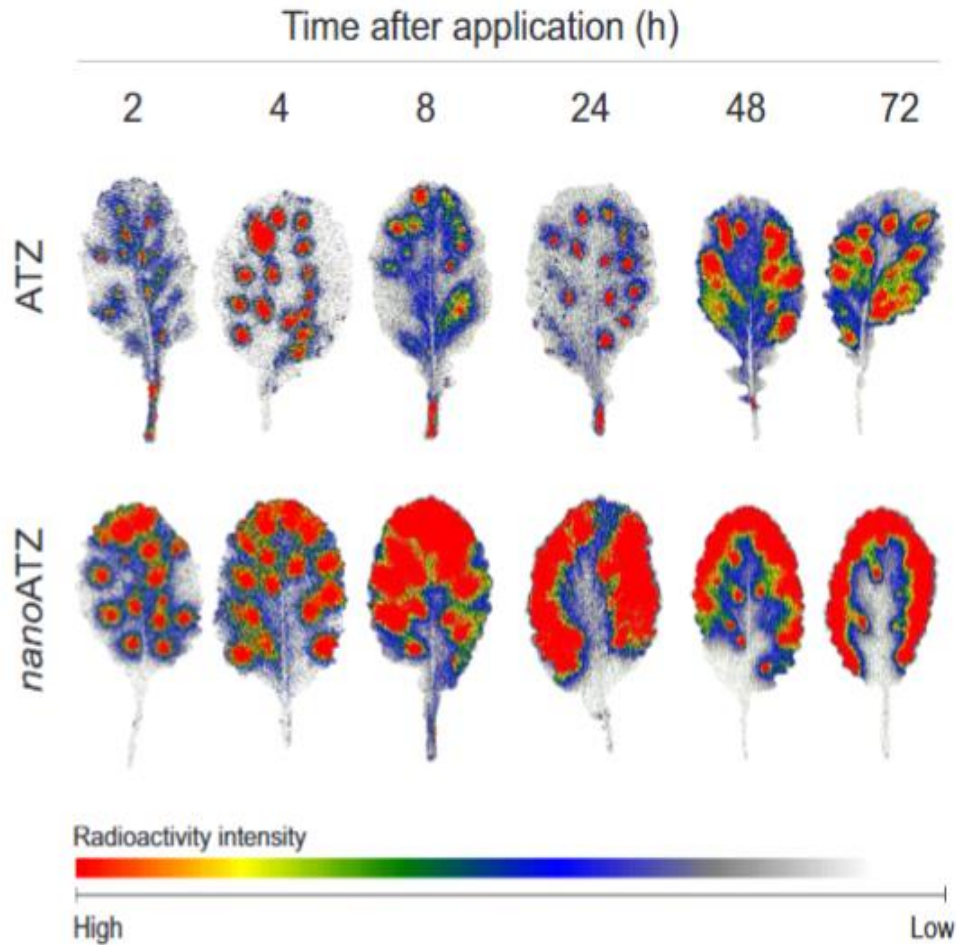 Time after application (h)
2 4 8 24 48 72
ATZ
nanoATZ
Radioactivity intensity
High Low